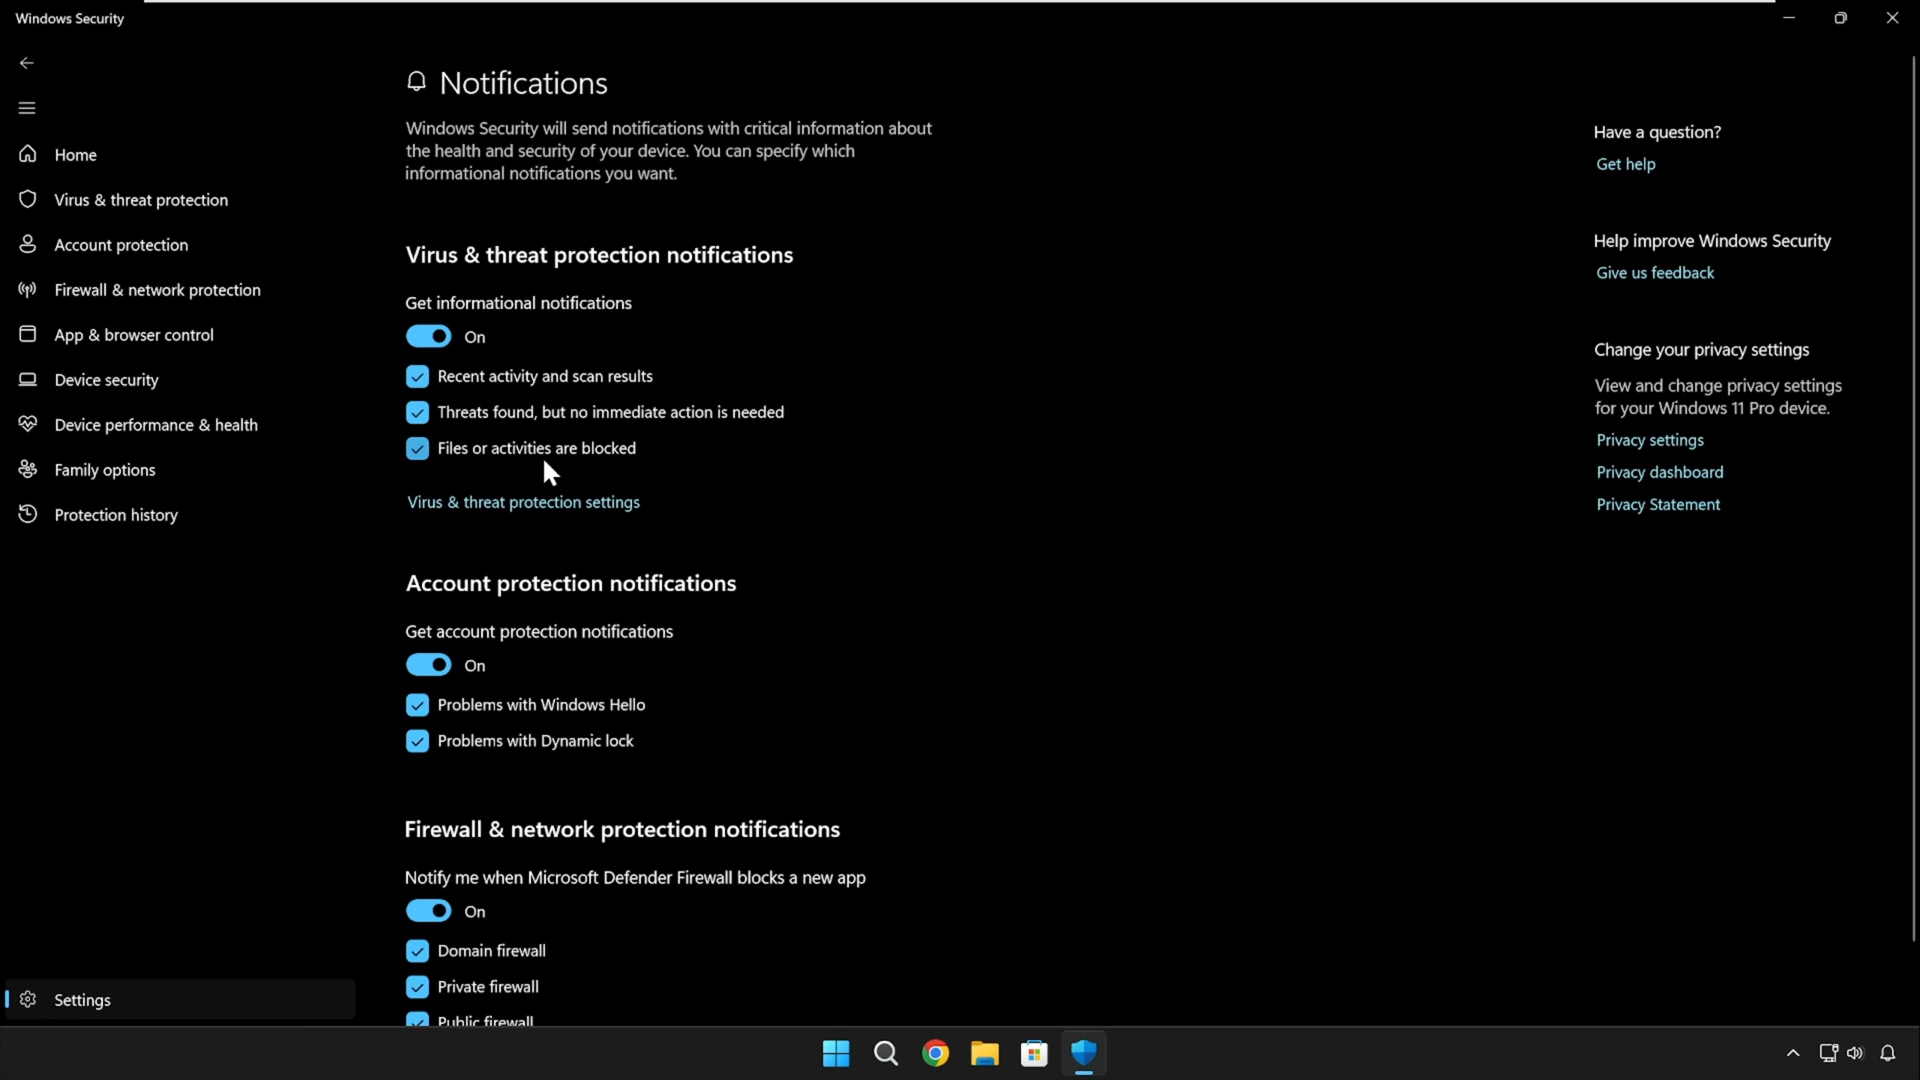 Windows Security
Home
Virus & threat protection
Account protection
Firewall & network protection
App & browser control
Device security
Device performance & health
Family options
Protection history
Settings
Notifications
Windows Security will send notifications with critical information about
the health and security of your device. You can specify which
informational notifications you want.
Virus & threat protection notifications
Get informational notifications
On
Recent activity and scan results
Threats found, but no immediate action is needed
Files or activities are blocked
Virus & threat protection settings
Account protection notifications
Get account protection notifications
On
Problems with Windows Hello
Problems with Dynamic lock
Firewall & network protection notifications
Notify me when Microsoft Defender Firewall blocks a new app
On
Domain firewall
Private firewall
Public firewall
Have a question?
Get help
Help improve Windows Security
Give us feedback
Change your privacy settings
View and change privacy settings
for your Windows 11 Pro device.
Privacy settings
Privacy dashboard
Privacy Statement